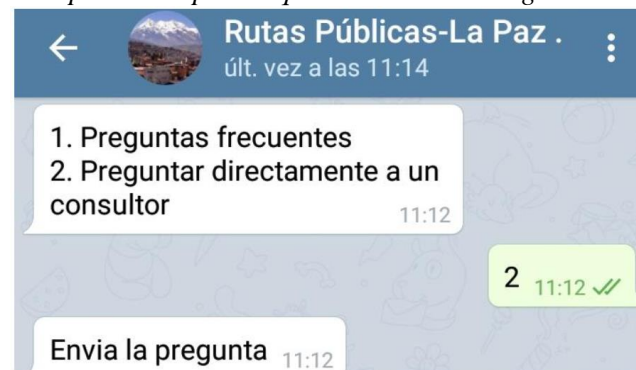 Rutas Públicas-La Paz .
últ. vez a las 11:14
1. Preguntas frecuentes
2. Preguntar directamente a un
consultor
11:12
2 11:12
Envia la pregunta 11:12